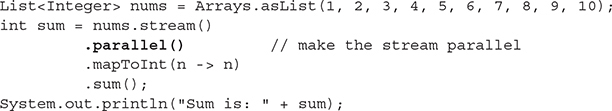 List<Integer> nums = Arrays.asList(1, 2, 3, 4, 5, 6, 7, 8, 9, 10);
int sum = nums.stream()
        .parallel()        // make the stream parallel
        .mapToInt(n -> n)
        .sum();
System.out.println("Sum is: " + sum);